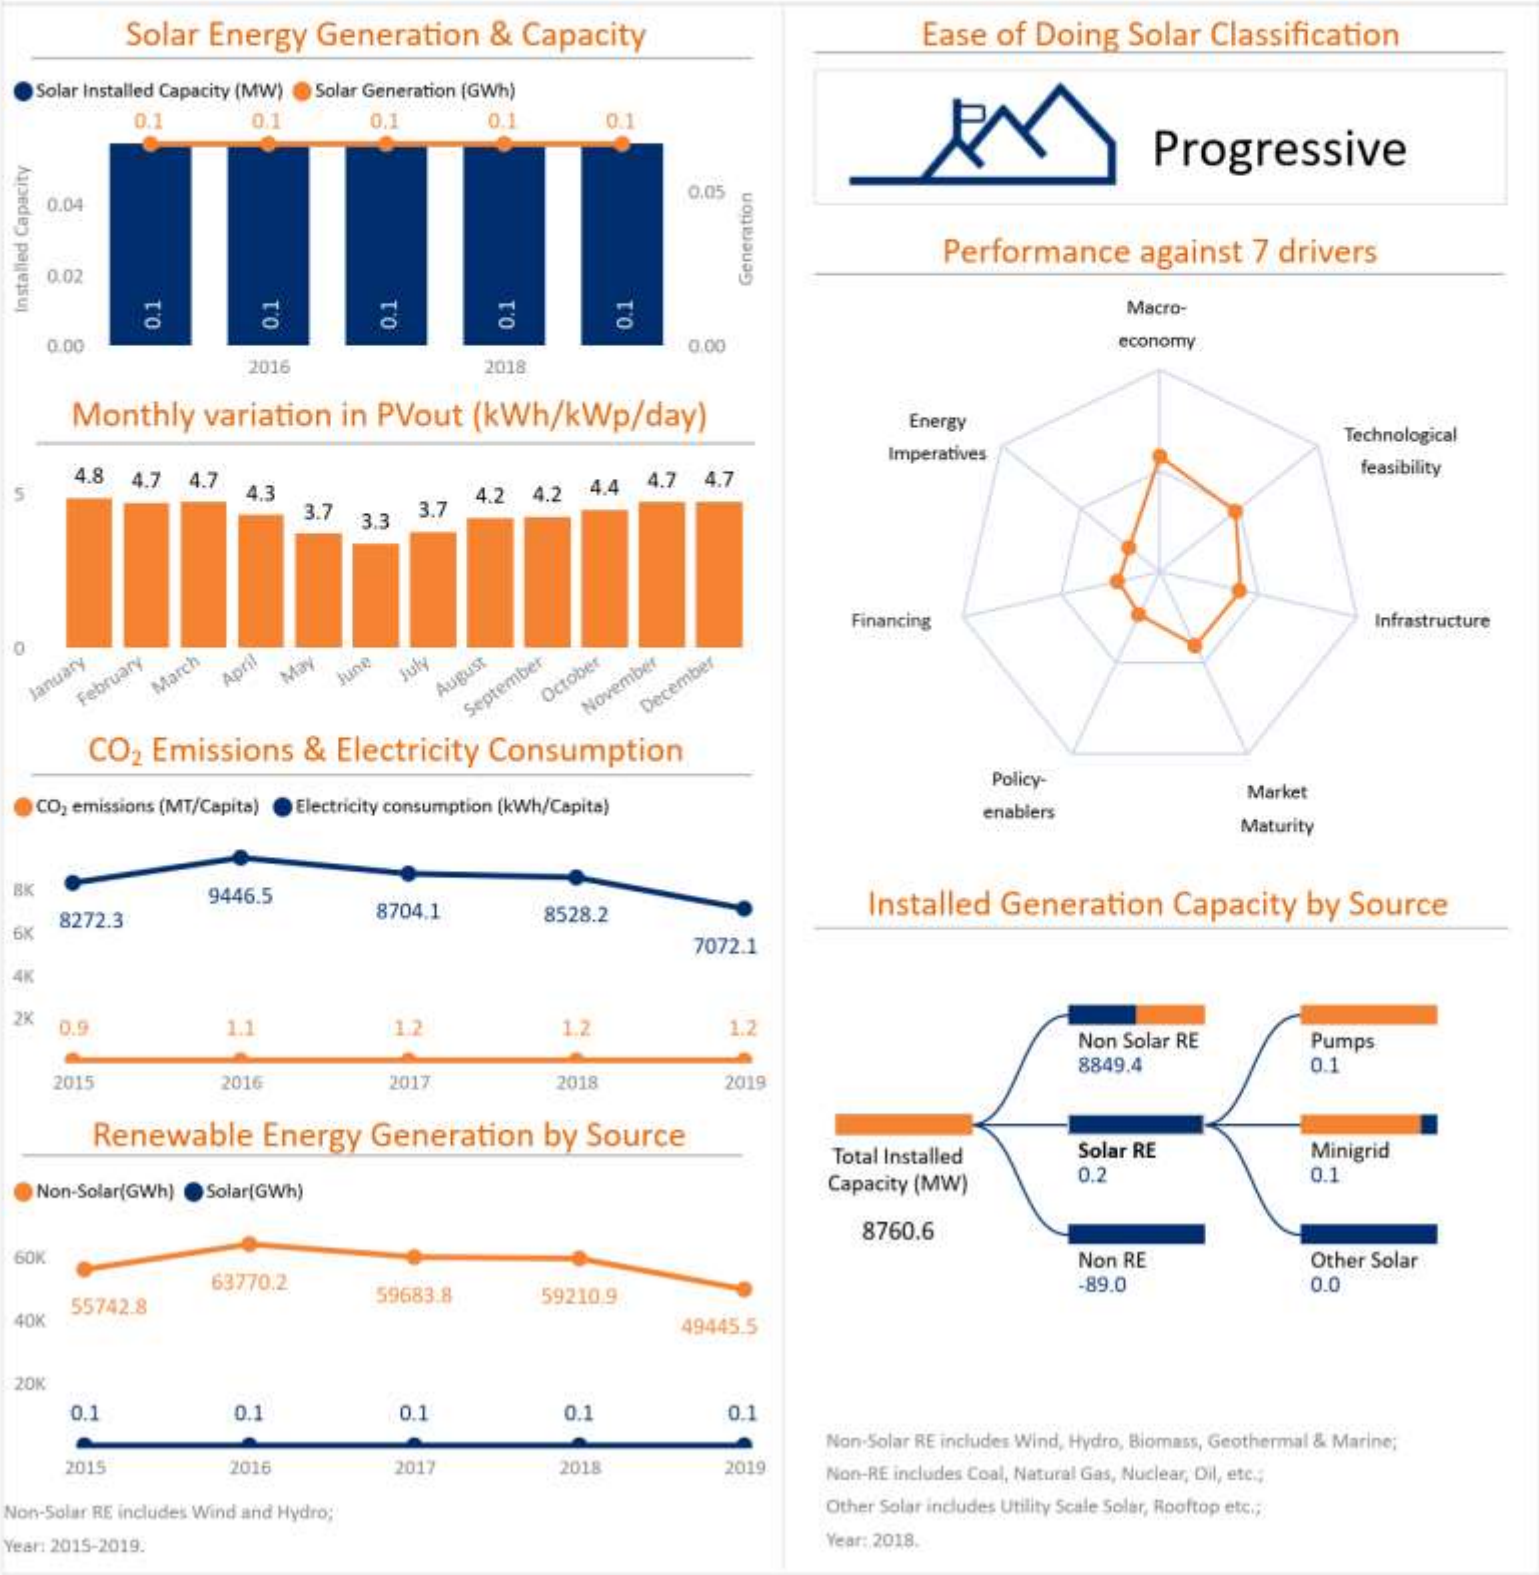 Solar Energy Generation & Capacity
Solar Installed Capacity (MW) Solar Generation (GWh)
0.1 0.1 0.1 0.1 0.1
Installed Capacity
0.04
0.02
0.00
0.1 0.1 0.1 0.1 0.1
0.05
0.00
Generation
2016 2018
Monthly variation in PVout (kWh/kWp/day)
5
0
4.8 4.7 4.7 4.3 3.7 3.3 3.7 4.2 4.2 4.4 4.7 4.7
January February March April May June July August September October November December
CO₂ Emissions & Electricity Consumption
CO₂ emissions (MT/Capita) Electricity consumption (kWh/Capita)
8K
6K
4K
2K
8272.3 9446.5 8704.1 8528.2 7072.1
0.9 1.1 1.2 1.2 1.2
2015 2016 2017 2018 2019
Renewable Energy Generation by Source
Non-Solar(GWh) Solar(GWh)
60K
40K
20K
55742.8 63770.2 59683.8 59210.9 49445.5
0.1 0.1 0.1 0.1 0.1
2015 2016 2017 2018 2019
Non-Solar RE includes Wind and Hydro;
Year: 2015-2019.
Ease of Doing Solar Classification
Progressive
Performance against 7 drivers
Macro-
economy
Technological
feasibility
Infrastructure
Market
Maturity
Policy-
enablers
Financing
Energy
Imperatives
Installed Generation Capacity by Source
Total Installed
Capacity (MW)
8760.6
Non Solar RE
8849.4
Solar RE
0.2
Non RE
-89.0
Pumps
0.1
Minigrid
0.1
Other Solar
0.0
Non-Solar RE includes Wind, Hydro, Biomass, Geothermal & Marine;
Non-RE includes Coal, Natural Gas, Nuclear, Oil, etc.;
Other Solar includes Utility Scale Solar, Rooftop etc.;
Year: 2018.